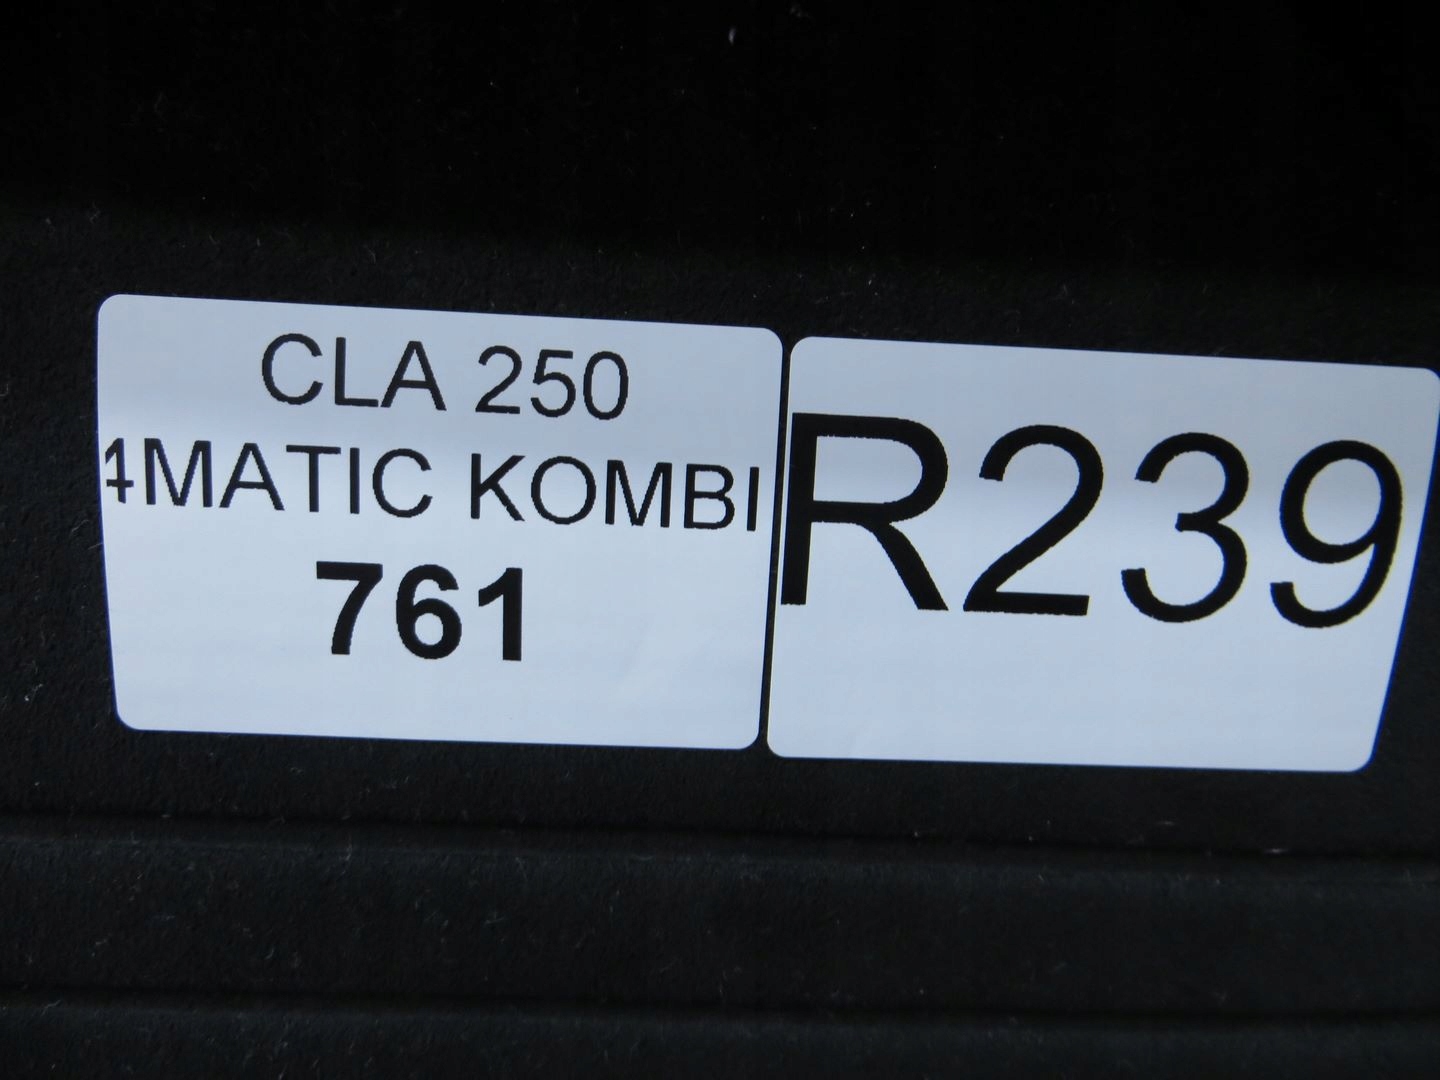 CLA 250
4MATIC KOMBI
761
R239